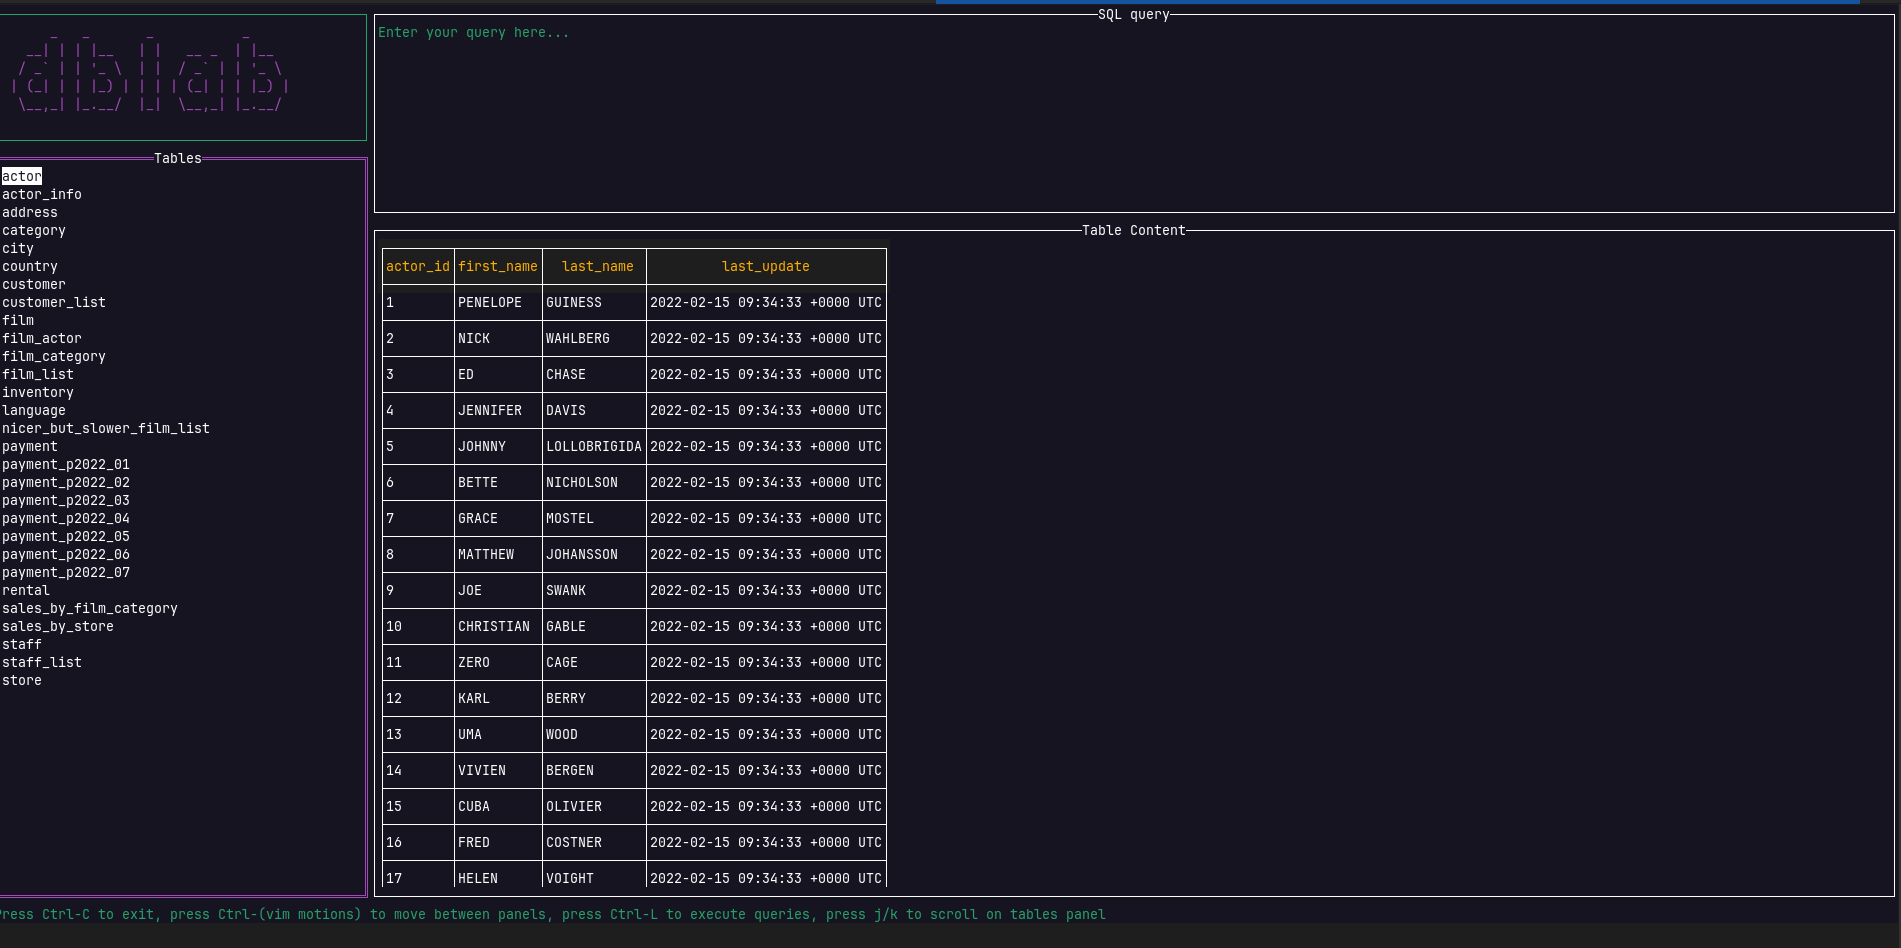 dblab
Tables
actor
actor_info
address
category
city
country
customer
customer_list
film
film_actor
film_category
film_list
inventory
language
nicer_but_slower_film_list
payment
payment_p2022_01
payment_p2022_02
payment_p2022_03
payment_p2022_04
payment_p2022_05
payment_p2022_06
payment_p2022_07
rental
sales_by_film_category
sales_by_store
staff
staff_list
store
SQL query
Enter your query here...
Table Content
actor_id first_name last_name last_update
1 PENELOPE GUINESS 2022-02-15 09:34:33 +0000 UTC
2 NICK WAHLBERG 2022-02-15 09:34:33 +0000 UTC
3 ED CHASE 2022-02-15 09:34:33 +0000 UTC
4 JENNIFER DAVIS 2022-02-15 09:34:33 +0000 UTC
5 JOHNNY LOLLOBRIGIDA 2022-02-15 09:34:33 +0000 UTC
6 BETTE NICHOLSON 2022-02-15 09:34:33 +0000 UTC
7 GRACE MOSTEL 2022-02-15 09:34:33 +0000 UTC
8 MATTHEW JOHANSSON 2022-02-15 09:34:33 +0000 UTC
9 JOE SWANK 2022-02-15 09:34:33 +0000 UTC
10 CHRISTIAN GABLE 2022-02-15 09:34:33 +0000 UTC
11 ZERO CAGE 2022-02-15 09:34:33 +0000 UTC
12 KARL BERRY 2022-02-15 09:34:33 +0000 UTC
13 UMA WOOD 2022-02-15 09:34:33 +0000 UTC
14 VIVIEN BERGEN 2022-02-15 09:34:33 +0000 UTC
15 CUBA OLIVIER 2022-02-15 09:34:33 +0000 UTC
16 FRED COSTNER 2022-02-15 09:34:33 +0000 UTC
17 HELEN VOIGHT 2022-02-15 09:34:33 +0000 UTC
Press Ctrl-C to exit, press Ctrl-(vim motions) to move between panels, press Ctrl-L to execute queries, press j/k to scroll on tables panel